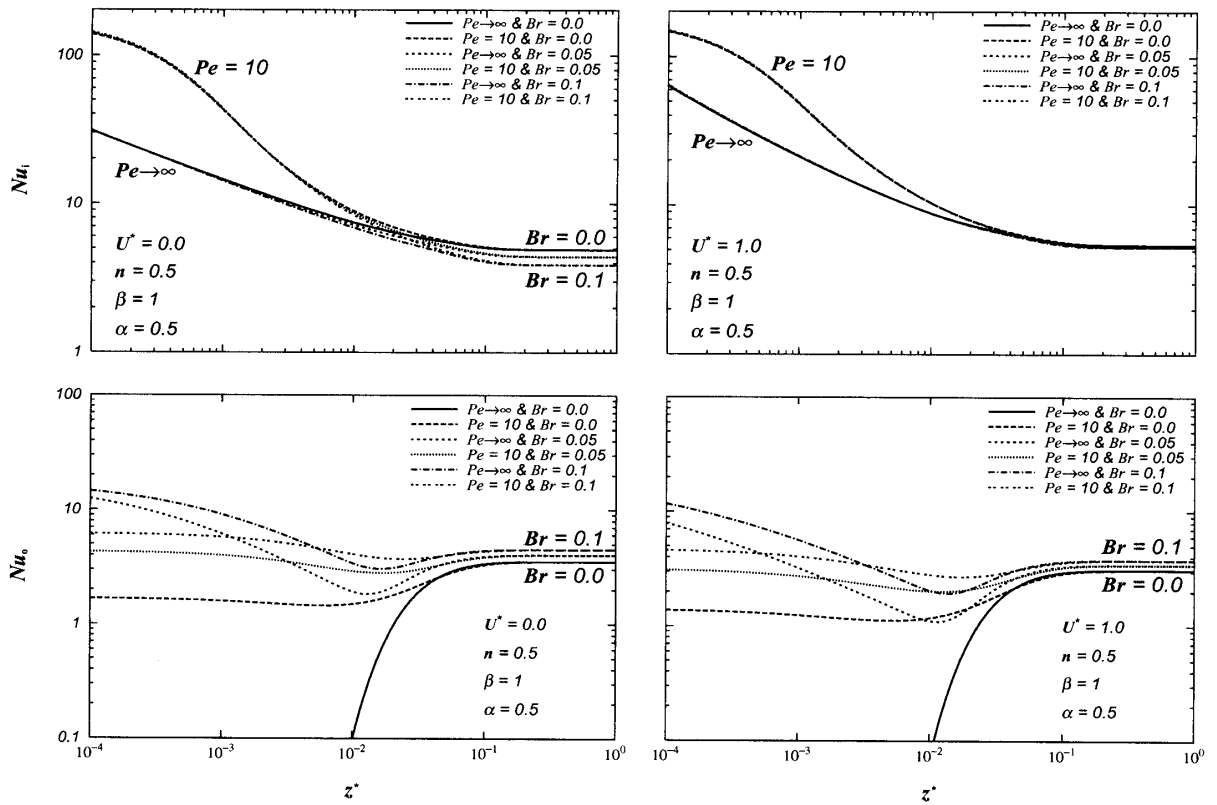 Pe→∞ & Br = 0.0
Pe = 10 & Br = 0.0
Pe→∞ & Br = 0.05
Pe = 10 & Br = 0.05
Pe→∞ & Br = 0.1
Pe = 10 & Br = 0.1
100
10
1
Nu_i
Pe = 10
Pe→∞
Br = 0.0
Br = 0.1
U* = 0.0
n = 0.5
β = 1
α = 0.5
Pe→∞ & Br = 0.0
Pe = 10 & Br = 0.0
Pe→∞ & Br = 0.05
Pe = 10 & Br = 0.05
Pe→∞ & Br = 0.1
Pe = 10 & Br = 0.1
Pe = 10
Pe→∞
U* = 1.0
n = 0.5
β = 1
α = 0.5
Pe→∞ & Br = 0.0
Pe = 10 & Br = 0.0
Pe→∞ & Br = 0.05
Pe = 10 & Br = 0.05
Pe→∞ & Br = 0.1
Pe = 10 & Br = 0.1
100
10
1
0.1
Nu_o
Br = 0.1
Br = 0.0
U* = 0.0
n = 0.5
β = 1
α = 0.5
10⁻⁴ 10⁻³ 10⁻² 10⁻¹ 10⁰
z*
Pe→∞ & Br = 0.0
Pe = 10 & Br = 0.0
Pe→∞ & Br = 0.05
Pe = 10 & Br = 0.05
Pe→∞ & Br = 0.1
Pe = 10 & Br = 0.1
Br = 0.1
Br = 0.0
U* = 1.0
n = 0.5
β = 1
α = 0.5
10⁻⁴ 10⁻³ 10⁻² 10⁻¹ 10⁰
z*